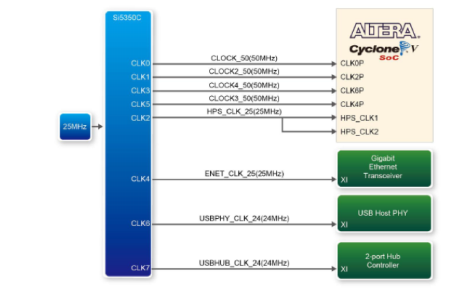 SiS350C
ALTERA.
Cyclone V
SoC
25MHz
CLK0
CLOCK_50(50MHz)
CLK0P
CLK1
CLOCK2_50(50MHz)
CLK2P
CLK3
CLOCK4_50(50MHz)
CLK6P
CLK5
CLOCK3_50(50MHz)
CLK4P
CLK2
HPS_CLK_25(25MHz)
HPS_CLK1
HPS_CLK2
CLK4
ENET_CLK_25(25MHz)
XI
Gigabit
Ethernet
Transceiver
CLK6
USBPHY_CLK_24(24MHz)
XI
USB Host PHY
CLK7
USBHUB_CLK_24(24MHz)
XI
2-port Hub
Controller